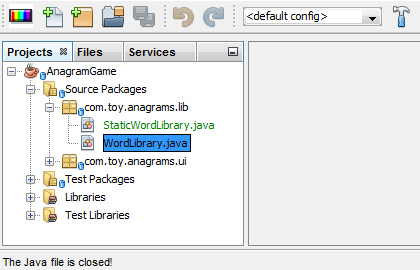 <default config>
Projects
Files
Services
AnagramGame
Source Packages
com.toy.anagrams.lib
StaticWordLibrary.java
WordLibrary.java
com.toy.anagrams.ui
Test Packages
Libraries
Test Libraries
The Java file is closed!